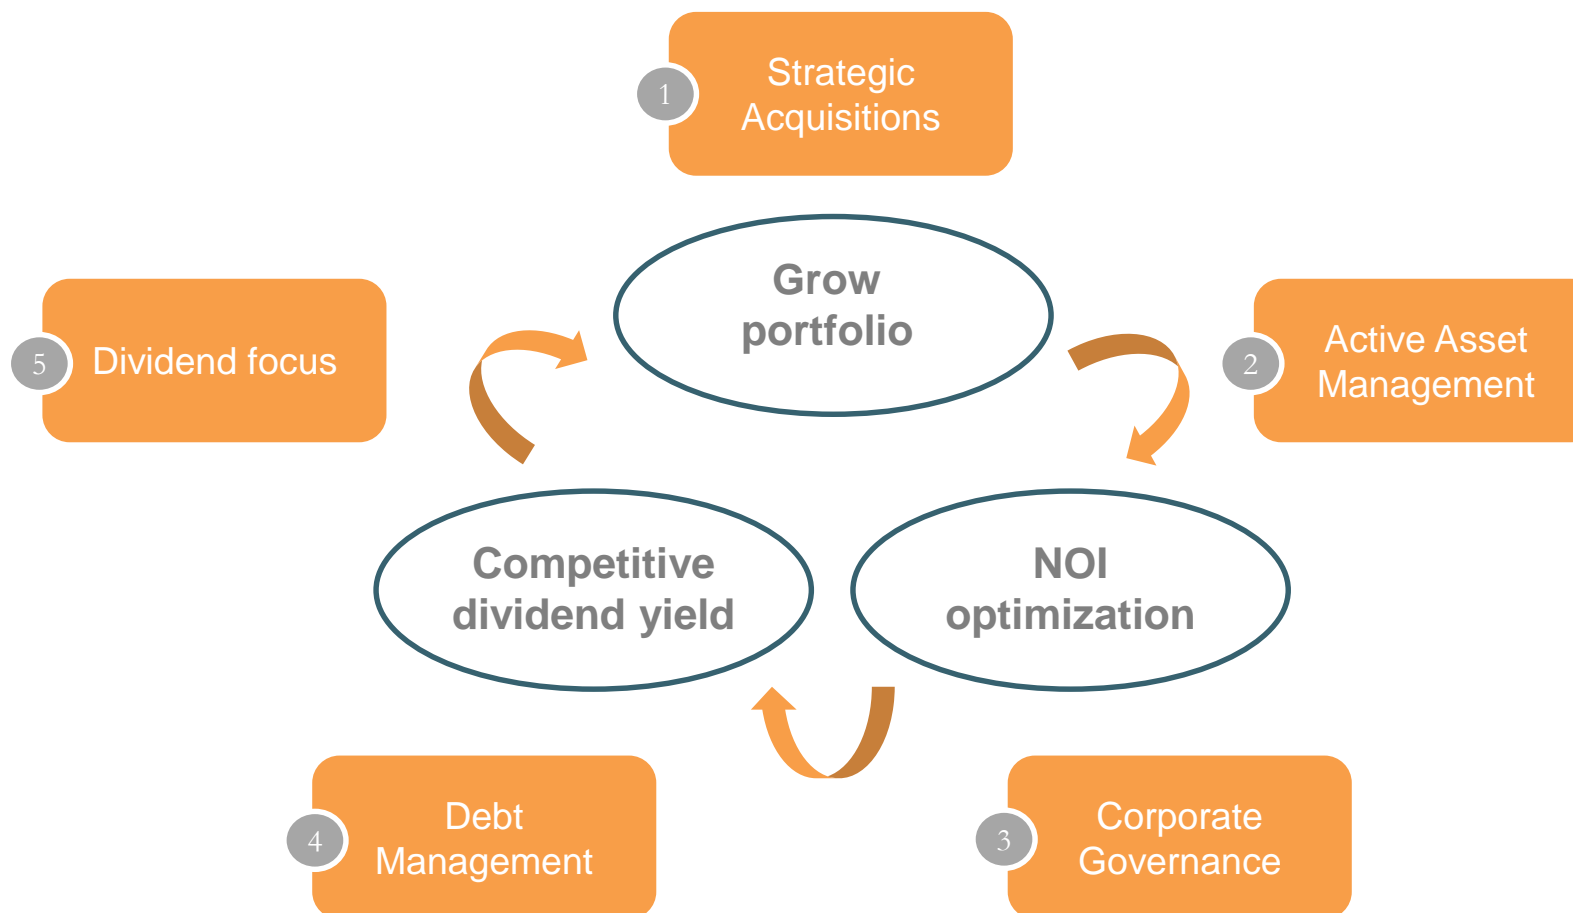 1
Strategic
Acquisitions
Grow
portfolio
5
Dividend focus
2
Active Asset
Management
Competitive
dividend yield
NOI
optimization
4
Debt
Management
3
Corporate
Governance